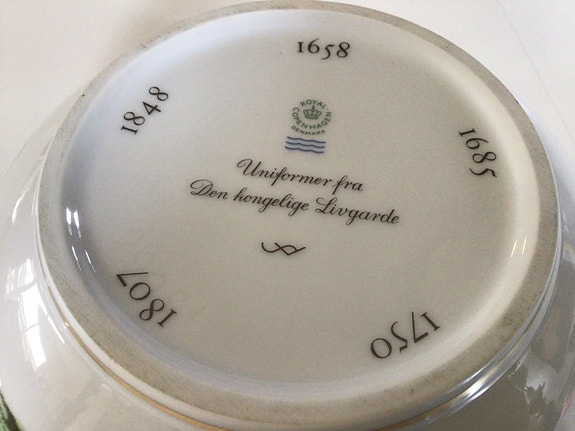 1658
1685
1750
1807
1848
ROYAL
COPENHAGEN
DENMARK
Uniformer fra
Den kongelige Livgarde